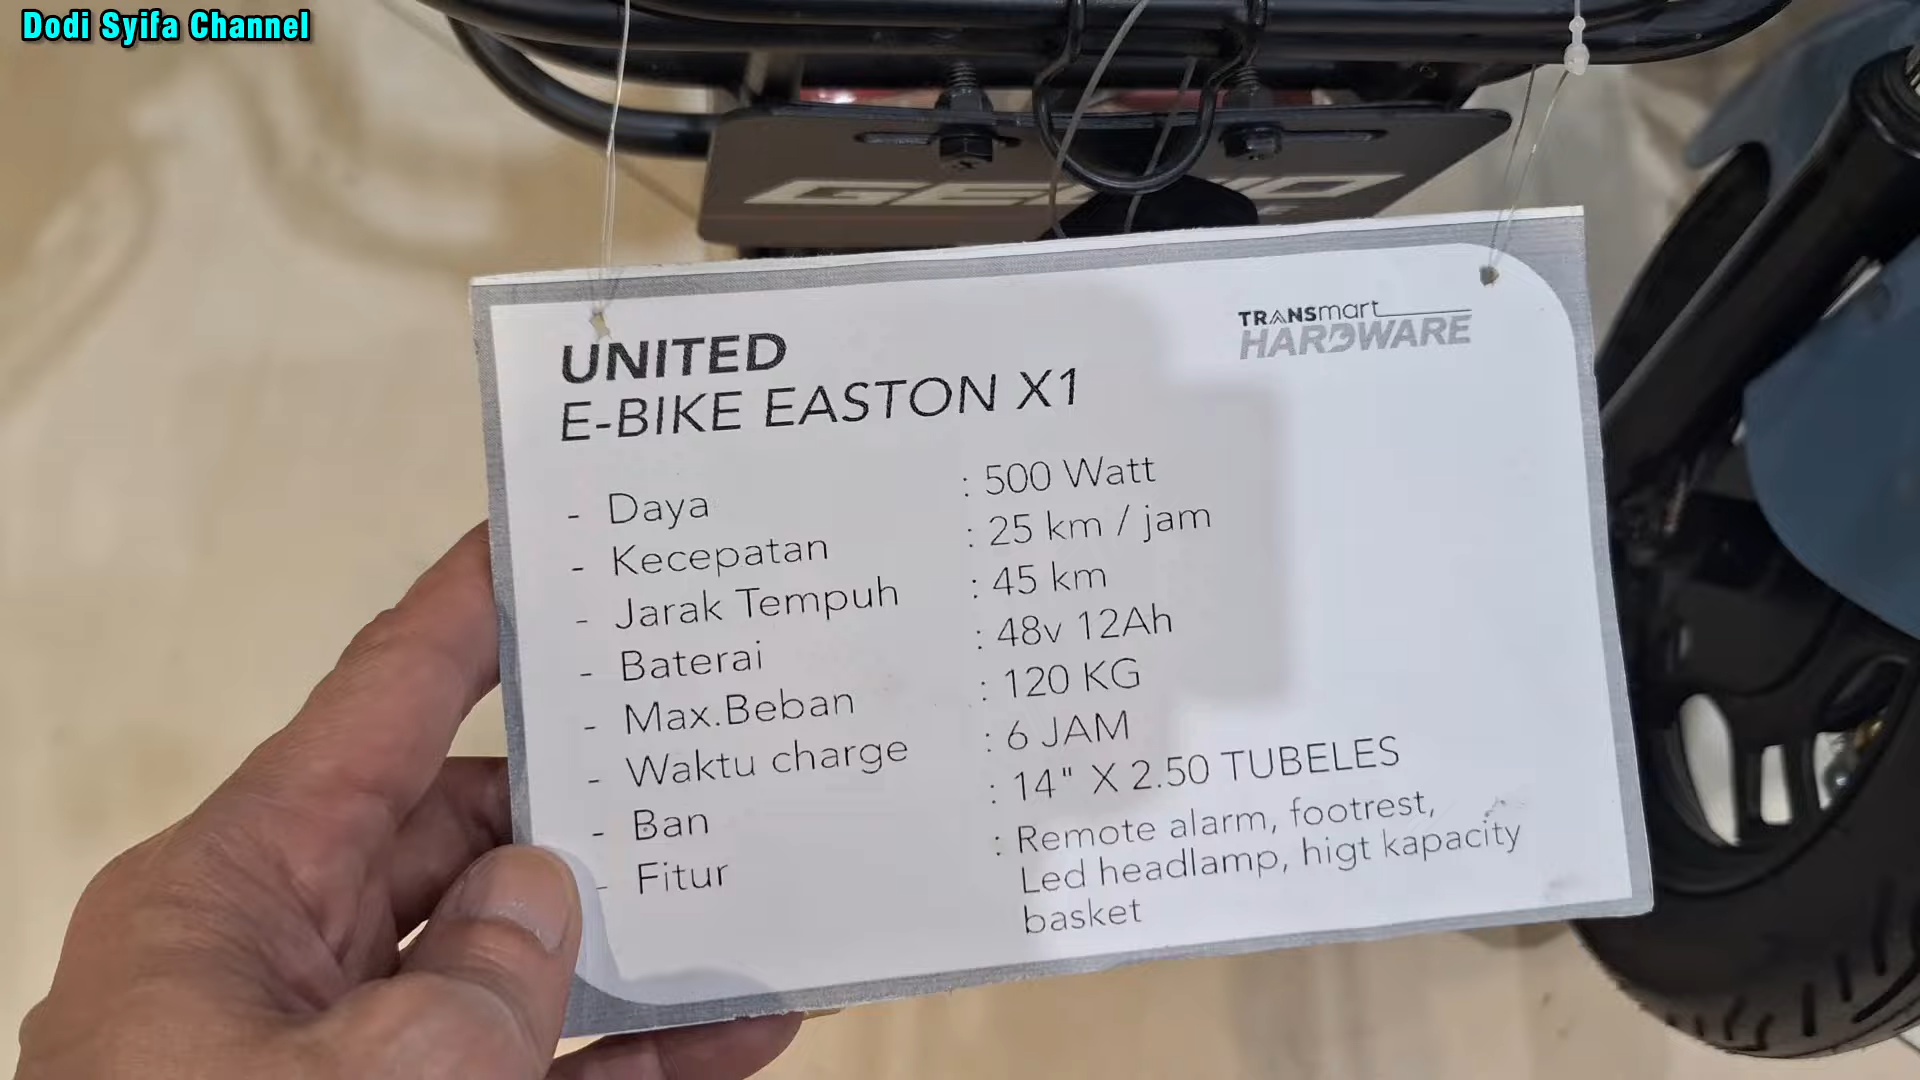 Dodi Syifa Channel
TRANSmart
HARDWARE
UNITED
E-BIKE EASTON X1
- Daya : 500 Watt
- Kecepatan : 25 km / jam
- Jarak Tempuh : 45 km
- Baterai : 48v 12Ah
- Max.Beban : 120 KG
- Waktu charge : 6 JAM
- Ban : 14" X 2.50 TUBELES
- Fitur : Remote alarm, footrest,
Led headlamp, higt kapacity
basket